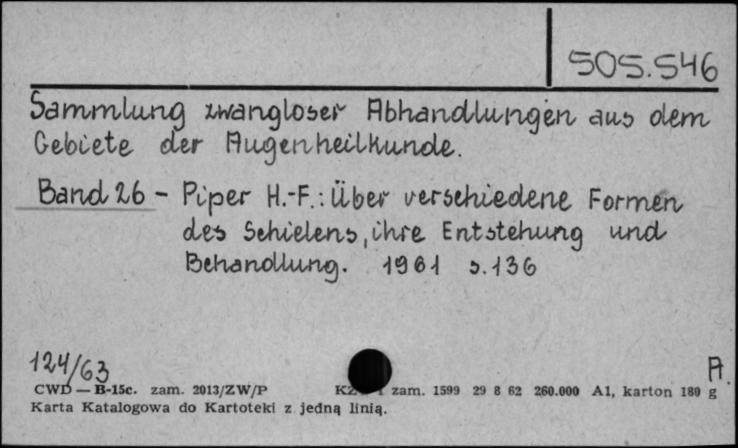 505.546
Sammlung zwangloser Abhandlungen aus dem
Gebiete der Augenheilkunde.
Band 26 - Piper H.-F.: Über verschiedene Formen
des Schielens, ihre Entstehung und
Behandlung. 1961 s. 136
124/63
A.
CWD — B-15c. zam. 2013/ZW/P zam. 1599 29 8 62 260.000 A1, karton 180 g
Karta Katalogowa do Kartoteki z jedną linią.